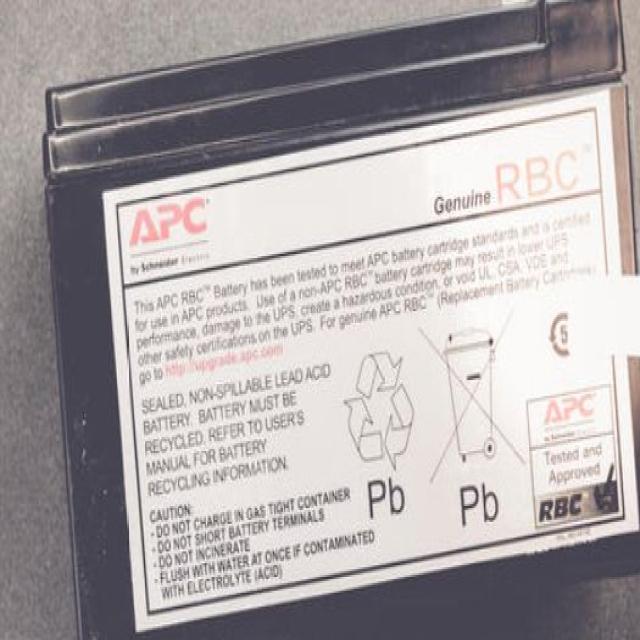 APC
by Schneider Electric
Genuine RBC™
This APC RBC™ Battery has been tested to meet APC battery cartridge standards and is certified
for use in APC products. Use of a non-APC RBC™ battery cartridge may result in lower UPS
performance, damage to the UPS, create a hazardous condition, or void UL, CSA, VDE and
other safety certifications on the UPS. For genuine APC RBC™ (Replacement Battery Cartridge)
go to http://upgrade.apc.com
SEALED, NON-SPILLABLE LEAD ACID
BATTERY. BATTERY MUST BE
RECYCLED. REFER TO USER'S
MANUAL FOR BATTERY
RECYCLING INFORMATION.
CAUTION:
- DO NOT CHARGE IN GAS TIGHT CONTAINER
- DO NOT SHORT BATTERY TERMINALS
- DO NOT INCINERATE
- FLUSH WITH WATER AT ONCE IF CONTAMINATED
WITH ELECTROLYTE (ACID)
Pb
Pb
APC
Tested and
Approved
RBC